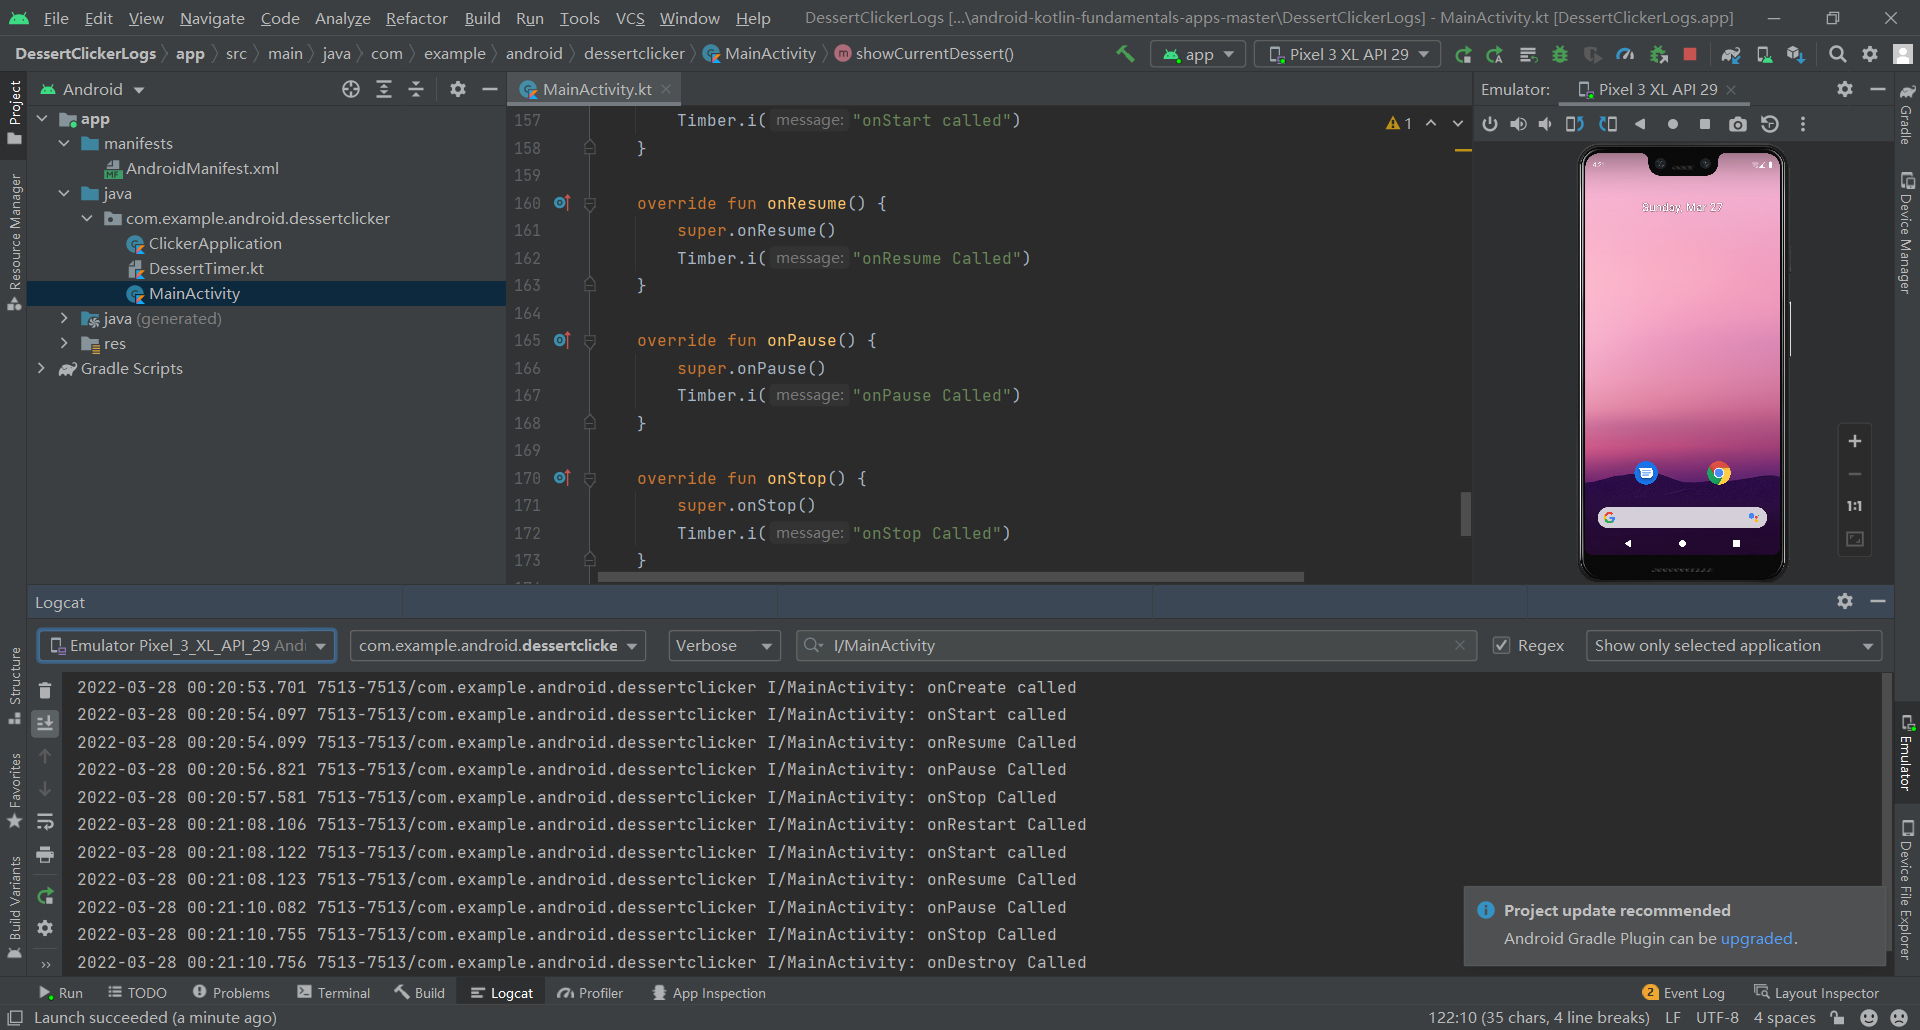 File Edit View Navigate Code Analyze Refactor Build Run Tools VCS Window Help DessertClickerLogs [...\android-kotlin-fundamentals-apps-master\DessertClickerLogs] - MainActivity.kt [DessertClickerLogs.app]
DessertClickerLogs app src main java com example android dessertclicker MainActivity m showCurrentDessert() app Pixel 3 XL API 29
Project
Resource Manager
Structure
Favorites
Build Variants
Android
app
manifests
MF AndroidManifest.xml
java
com.example.android.dessertclicker
ClickerApplication
DessertTimer.kt
MainActivity
java (generated)
res
Gradle Scripts
MainActivity.kt
1
157 Timber.i( message: "onStart called")
158 }
159
160 override fun onResume() {
161 super.onResume()
162 Timber.i( message: "onResume Called")
163 }
164
165 override fun onPause() {
166 super.onPause()
167 Timber.i( message: "onPause Called")
168 }
169
170 override fun onStop() {
171 super.onStop()
172 Timber.i( message: "onStop Called")
173 }
Emulator: Pixel 3 XL API 29
Sunday, Mar 27
1:1
Gradle
Device Manager
Emulator
Device File Explorer
Logcat
Emulator Pixel_3_XL_API_29 Andr com.example.android.dessertclicke Verbose I/MainActivity Regex Show only selected application
2022-03-28 00:20:53.701 7513-7513/com.example.android.dessertclicker I/MainActivity: onCreate called
2022-03-28 00:20:54.097 7513-7513/com.example.android.dessertclicker I/MainActivity: onStart called
2022-03-28 00:20:54.099 7513-7513/com.example.android.dessertclicker I/MainActivity: onResume Called
2022-03-28 00:20:56.821 7513-7513/com.example.android.dessertclicker I/MainActivity: onPause Called
2022-03-28 00:20:57.581 7513-7513/com.example.android.dessertclicker I/MainActivity: onStop Called
2022-03-28 00:21:08.106 7513-7513/com.example.android.dessertclicker I/MainActivity: onRestart Called
2022-03-28 00:21:08.122 7513-7513/com.example.android.dessertclicker I/MainActivity: onStart called
2022-03-28 00:21:08.123 7513-7513/com.example.android.dessertclicker I/MainActivity: onResume Called
2022-03-28 00:21:10.082 7513-7513/com.example.android.dessertclicker I/MainActivity: onPause Called
2022-03-28 00:21:10.755 7513-7513/com.example.android.dessertclicker I/MainActivity: onStop Called
2022-03-28 00:21:10.756 7513-7513/com.example.android.dessertclicker I/MainActivity: onDestroy Called
Project update recommended
Android Gradle Plugin can be upgraded.
Run TODO Problems Terminal Build Logcat Profiler App Inspection 2 Event Log Layout Inspector
Launch succeeded (a minute ago) 122:10 (35 chars, 4 line breaks) LF UTF-8 4 spaces